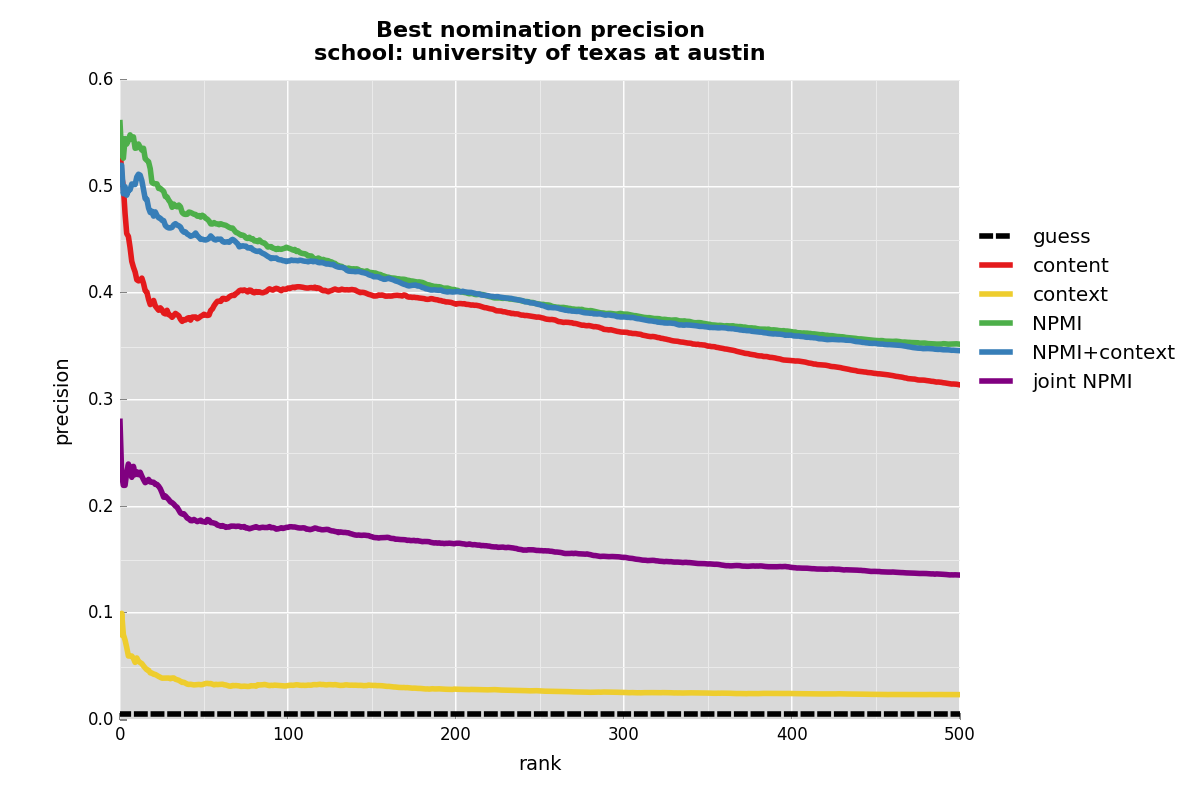 Best nomination precision
school: university of texas at austin
0.6
0.5
0.4
0.3
0.2
0.1
0.0
precision
0
100
200
300
400
500
rank
guess
content
context
NPMI
NPMI+context
joint NPMI